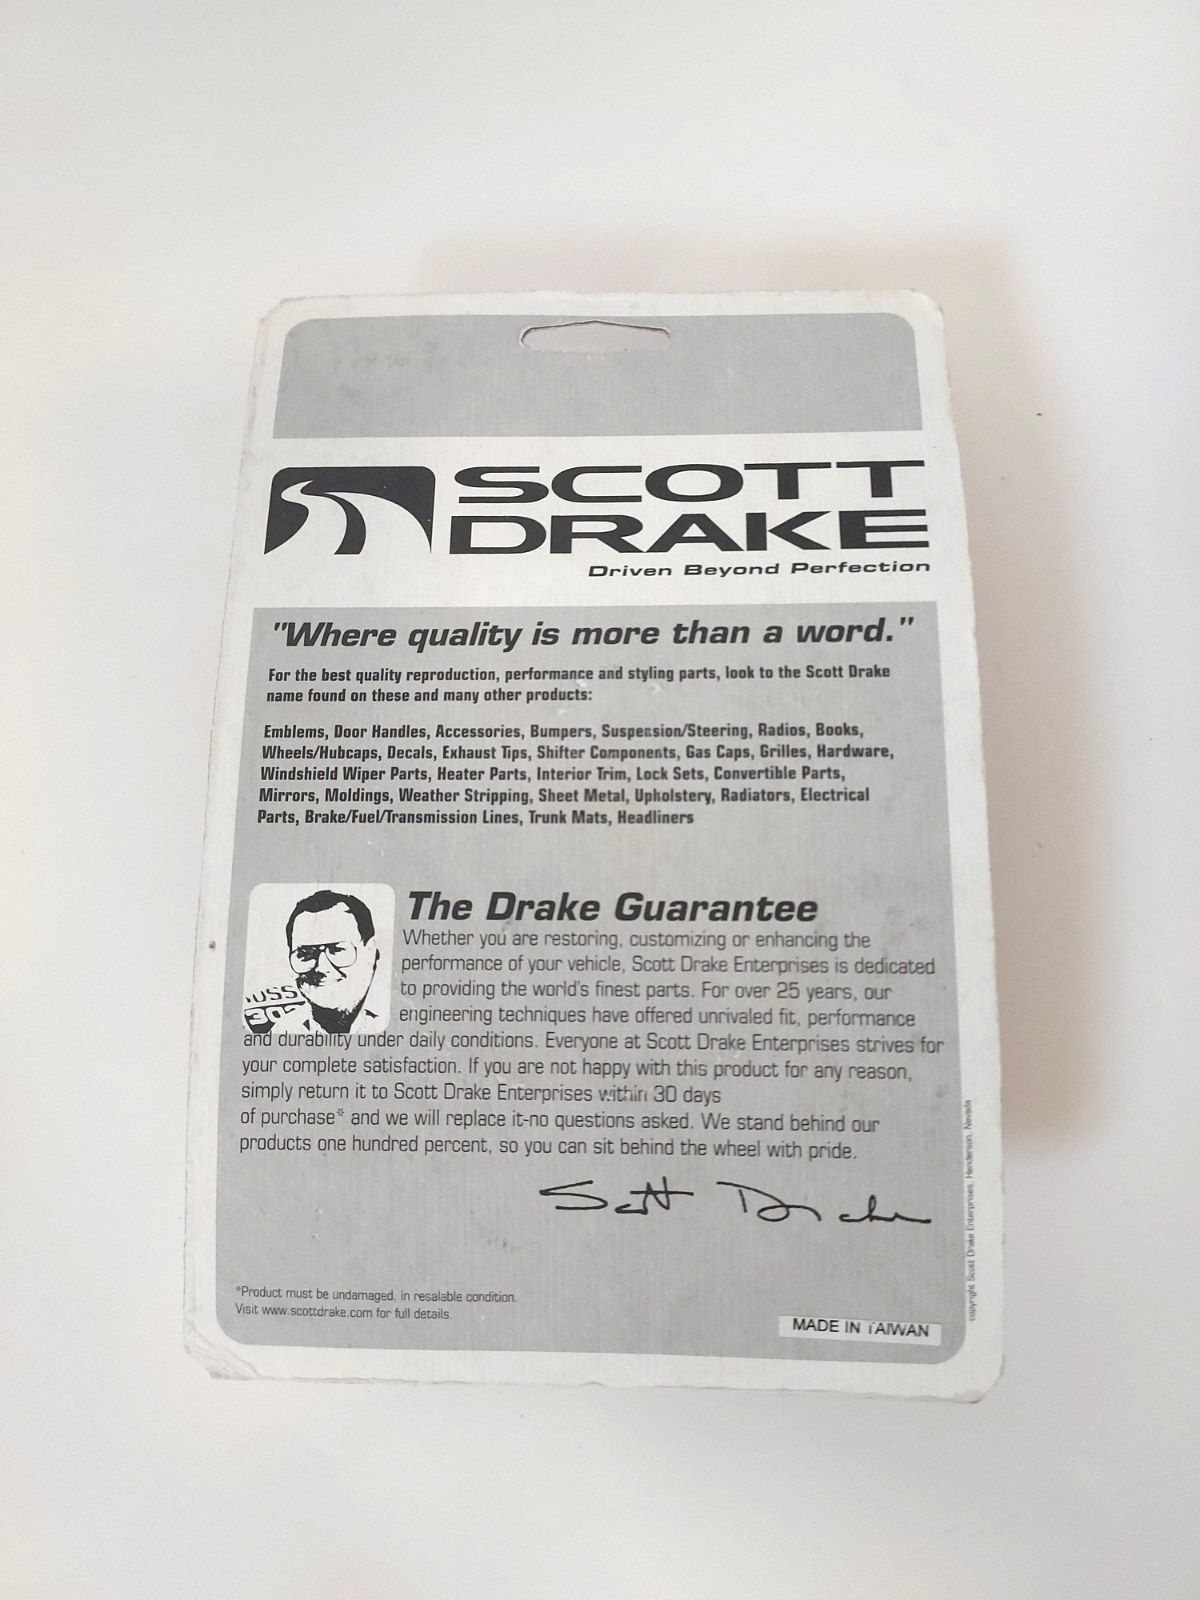 SCOTT
DRAKE
Driven Beyond Perfection
"Where quality is more than a word."
For the best quality reproduction, performance and styling parts, look to the Scott Drake
name found on these and many other products:
Emblems, Door Handles, Accessories, Bumpers, Suspension/Steering, Radios, Books,
Wheels/Hubcaps, Decals, Exhaust Tips, Shifter Components, Gas Caps, Grilles, Hardware,
Windshield Wiper Parts, Heater Parts, Interior Trim, Lock Sets, Convertible Parts,
Mirrors, Moldings, Weather Stripping, Sheet Metal, Upholstery, Radiators, Electrical
Parts, Brake/Fuel/Transmission Lines, Trunk Mats, Headliners
The Drake Guarantee
Whether you are restoring, customizing or enhancing the
performance of your vehicle, Scott Drake Enterprises is dedicated
to providing the world's finest parts. For over 25 years, our
engineering techniques have offered unrivaled fit, performance
and durability under daily conditions. Everyone at Scott Drake Enterprises strives for
your complete satisfaction. If you are not happy with this product for any reason,
simply return it to Scott Drake Enterprises within 30 days
of purchase* and we will replace it-no questions asked. We stand behind our
products one hundred percent, so you can sit behind the wheel with pride.
Scott Drake
*Product must be undamaged, in resalable condition.
Visit www.scottdrake.com for full details.
MADE IN TAIWAN
copyright Scott Drake Enterprises, Henderson, Nevada